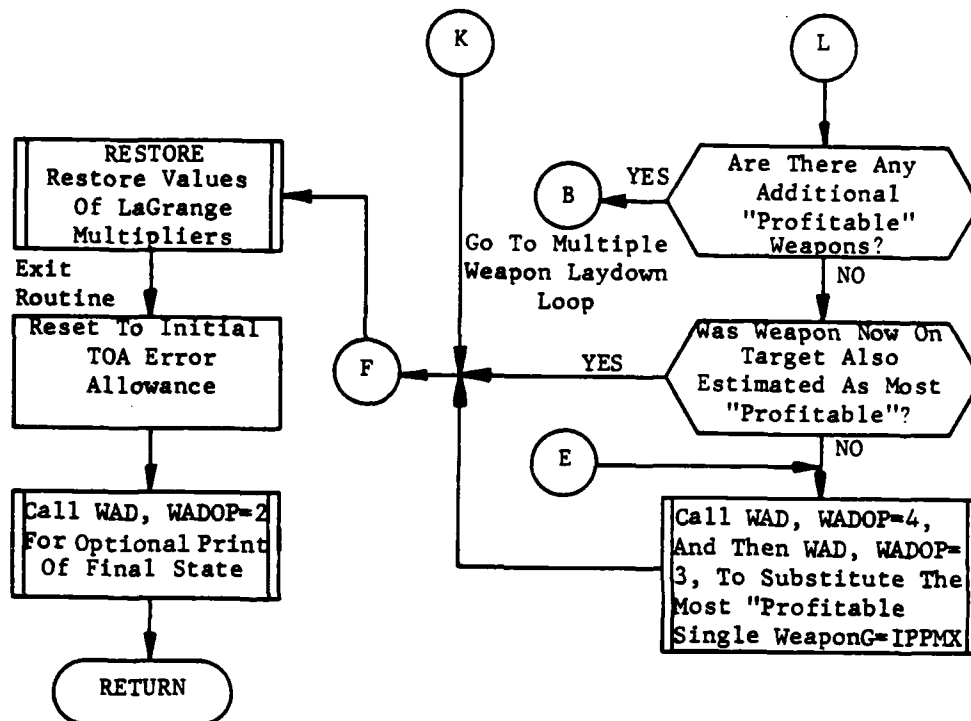 K
L
RESTORE
Restore Values
Of LaGrange
Multipliers
Exit
Routine
Reset To Initial
TOA Error
Allowance
Call WAD, WADOP=2
For Optional Print
Of Final State
RETURN
F
B
YES
Go To Multiple
Weapon Laydown
Loop
Are There Any
Additional
"Profitable"
Weapons?
NO
YES
Was Weapon Now On
Target Also
Estimated As Most
"Profitable"?
NO
E
Call WAD, WADOP=4,
And Then WAD, WADOP=
3, To Substitute The
Most "Profitable
Single WeaponG=IPPMX